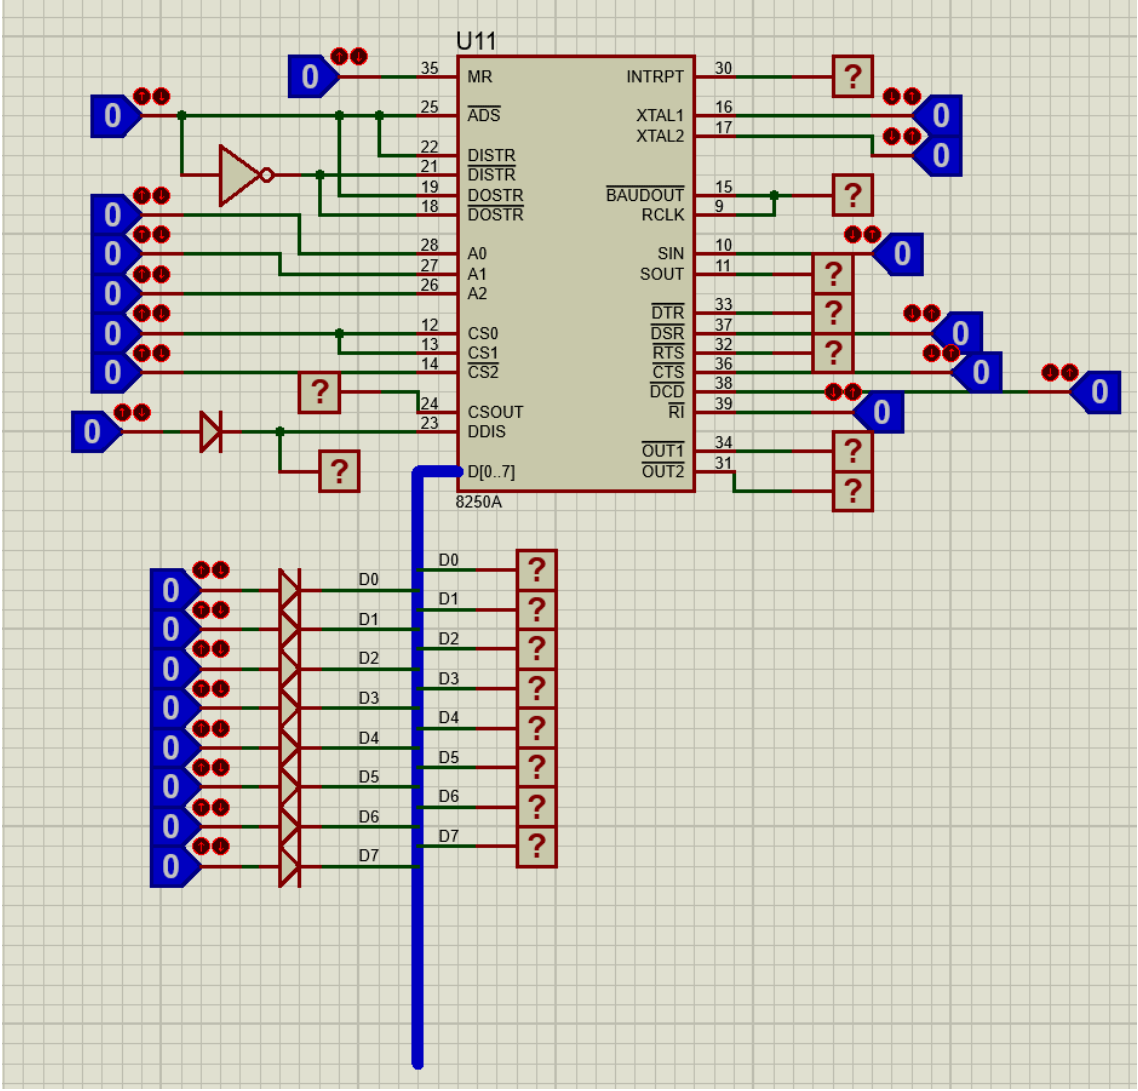 U11
0 35 MR INTRPT 30 ?
0 25 ADS XTAL1 16 0
XTAL2 17 0
22 DISTR
21 DISTR
19 DOSTR BAUDOUT 15 ?
0 18 DOSTR RCLK 9
0 28 A0 SIN 10 0
27 A1 SOUT 11 ?
0 26 A2
DTR 33 ?
0 12 CS0 DSR 37 0
13 CS1 RTS 32 ?
0 14 CS2 CTS 36 0
? DCD 38 0
24 CSOUT RI 39 0
0 23 DDIS
OUT1 34 ?
? D[0..7] OUT2 31
?
8250A
D0 ?
0 D0
D1 ?
0 D1
D2 ?
0 D2
D3 ?
0 D3
D4 ?
0 D4
D5 ?
0 D5
D6 ?
0 D6
D7 ?
0 D7